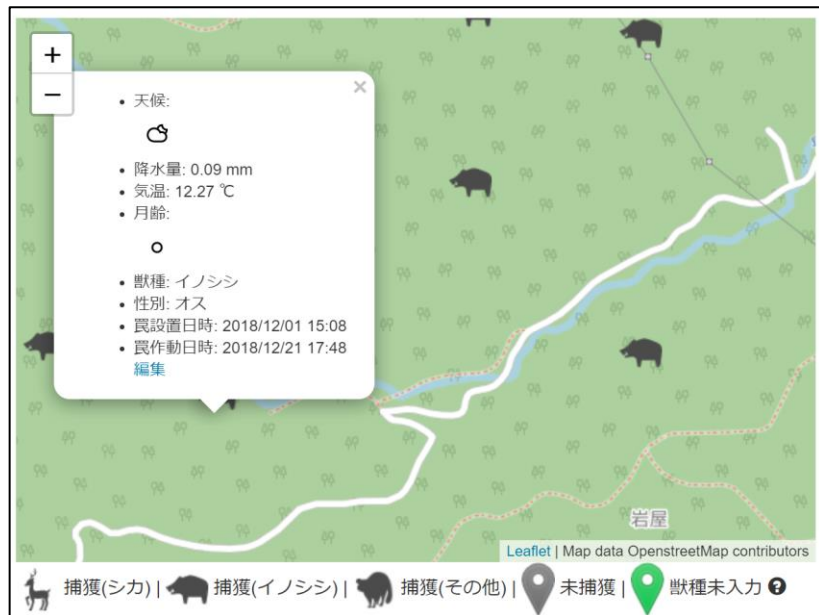 +
−
×
• 天候:
• 降水量: 0.09 mm
• 気温: 12.27 ℃
• 月齢:
• 獣種: イノシシ
• 性別: オス
• 罠設置日時: 2018/12/01 15:08
• 罠作動日時: 2018/12/21 17:48
編集
岩屋
Leaflet | Map data OpenstreetMap contributors
捕獲(シカ) | 捕獲(イノシシ) | 捕獲(その他) | 未捕獲 | 獣種未入力 ?